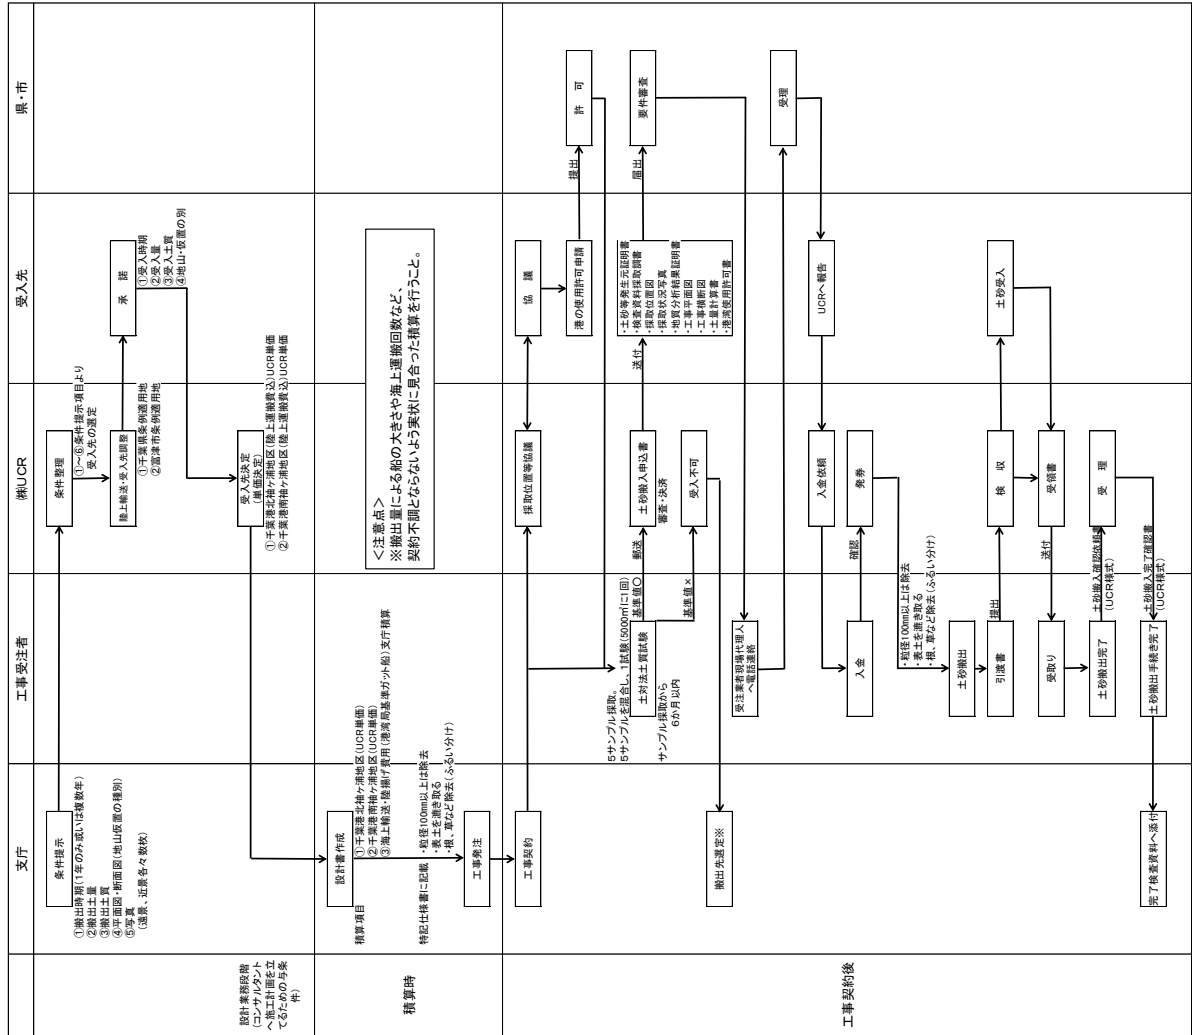 支庁
工事受注者
㈱UCR
受入先
県・市
設計業務段階
(コンサルタント
へ施工計画を立
てるための与条
件)
条件提示
①搬出時期(1年のみ或いは複数年)
②搬出土量
③搬出土質
④平面図・断面図(地山仮置の種別)
⑤写真
(遠景、近景各々数枚)
条件整理
①~⑥条件提示項目より
受入先の選定
陸上輸送・受入先調整
①千葉県条例適用地
②富津市条例適用地
承 諾
①受入時期
②受入量
③受入土質
④地山・仮置の別
受入先決定
(単価決定)
①千葉港北袖ヶ浦地区(陸上運搬費込)UCR単価
②千葉港南袖ヶ浦地区(陸上運搬費込)UCR単価
積算時
設計書作成
積算項目
①千葉港北袖ヶ浦地区(UCR単価)
②千葉港南袖ヶ浦地区(UCR単価)
③海上輸送・陸揚げ費用(港湾局基準ガット船)支庁積算
特記仕様書に記載
・粒径100㎜以上は除去
・表土を漉き取る
・根、草など除去(ふるい分け)
工事発注
<注意点>
※搬出量による船の大きさや海上運搬回数など、
契約不調とならないよう実状に見合った積算を行うこと。
工事契約後
工事契約
採取位置等協議
協 議
港の使用許可申請
提出
許 可
5サンプル採取。
5サンプルを混合し、1試験(5000㎥に1回)
土対法土質試験
サンプル採取から
6か月以内
基準値○
郵送
土砂搬入申込書
審査・決済
送付
・土砂等発生元証明書
・検査資料採取調書
・採取位置図
・採取状況写真
・地質分析結果証明書
・工事平面図
・工事横断図
・土量計算書
・港湾使用許可書
届出
要件審査
基準値×
受入不可
搬出先選定※
受注業者現場代理人
へ電話連絡
受理
UCRへ報告
入金依頼
入金
確認
発券
・粒径100㎜以上は除去
・表土を漉き取る
・根、草など除去(ふるい分け)
土砂搬出
引渡書
提出
検 収
土砂受入
受領書
送付
受取り
土砂搬出完了
土砂搬入確認依頼書
(UCR様式)
受 理
土砂搬入完了確認書
(UCR様式)
土砂搬出手続き完了
完了検査資料へ添付